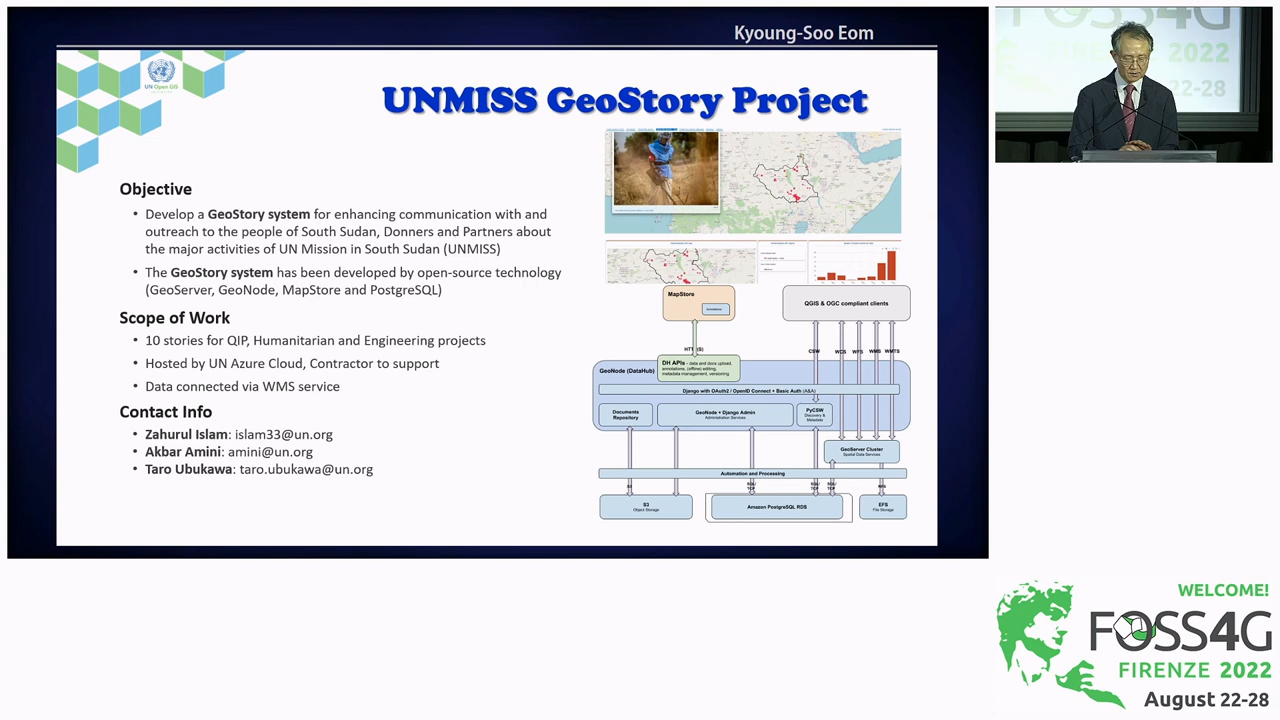 Kyoung-Soo Eom
UN Open GIS
UNMISS GeoStory Project
Objective
• Develop a GeoStory system for enhancing communication with and
outreach to the people of South Sudan, Donners and Partners about
the major activities of UN Mission in South Sudan (UNMISS)
• The GeoStory system has been developed by open-source technology
(GeoServer, GeoNode, MapStore and PostgreSQL)
Scope of Work
• 10 stories for QIP, Humanitarian and Engineering projects
• Hosted by UN Azure Cloud, Contractor to support
• Data connected via WMS service
Contact Info
• Zahurul Islam: islam33@un.org
• Akbar Amini: amini@un.org
• Taro Ubukawa: taro.ubukawa@un.org
MapStore
QGIS & OGC compliant clients
CSW WCS WFS WMS WMTS
GeoNode (DataHub)
DH APIs - data and docs upload,
annotations, (offline) editing,
metadata management, versioning
Django with OAuth2 / OpenID Connect + Basic Auth (A&A)
Documents
Repository
GeoNode + Django Admin
Administration Services
PyCSW
Discovery &
Metadata
GeoServer Cluster
Spatial Data Services
Automation and Processing
S3
Object Storage
Amazon PostgreSQL RDS
EFS
File Storage
FOSS4G
2022
22-28
WELCOME!
FOSS4G
FIRENZE 2022
August 22-28